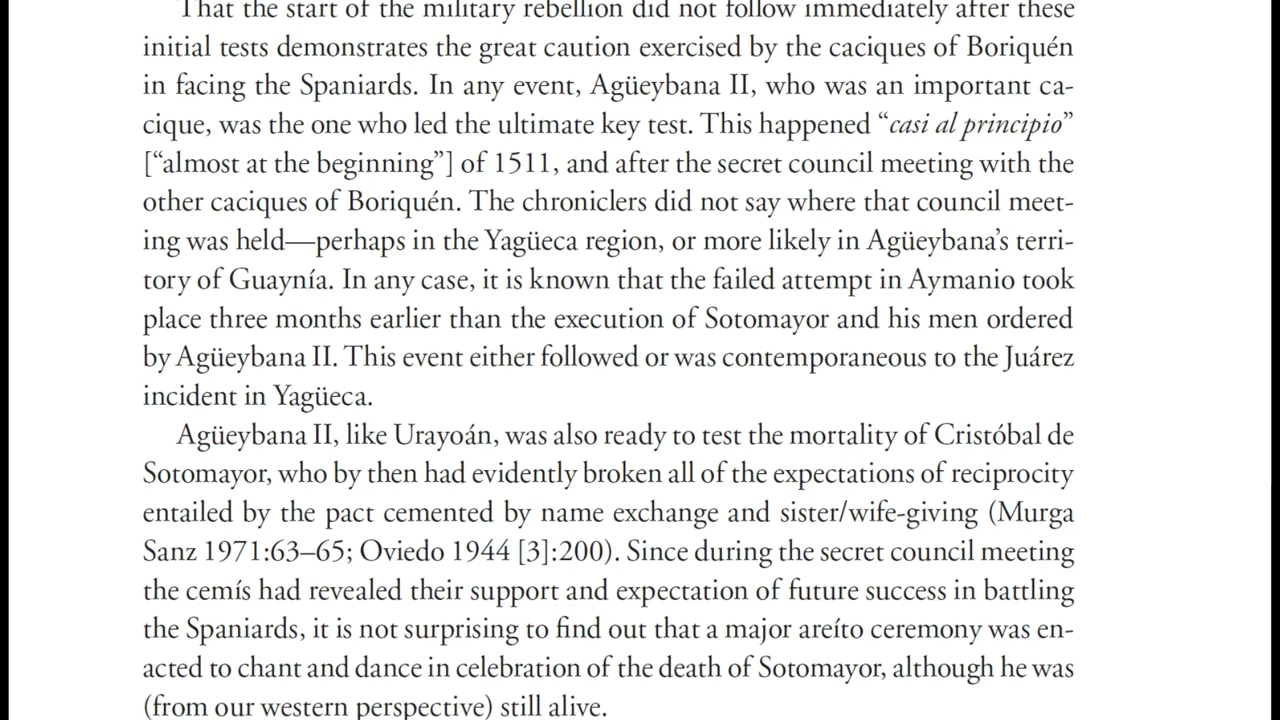 That the start of the military rebellion did not follow immediately after these
initial tests demonstrates the great caution exercised by the caciques of Boriquén
in facing the Spaniards. In any event, Agüeybana II, who was an important ca-
cique, was the one who led the ultimate key test. This happened “casi al principio”
[“almost at the beginning”] of 1511, and after the secret council meeting with the
other caciques of Boriquén. The chroniclers did not say where that council meet-
ing was held—perhaps in the Yagüeca region, or more likely in Agüeybana’s terri-
tory of Guaynía. In any case, it is known that the failed attempt in Aymanio took
place three months earlier than the execution of Sotomayor and his men ordered
by Agüeybana II. This event either followed or was contemporaneous to the Juárez
incident in Yagüeca.
Agüeybana II, like Urayoán, was also ready to test the mortality of Cristóbal de
Sotomayor, who by then had evidently broken all of the expectations of reciprocity
entailed by the pact cemented by name exchange and sister/wife-giving (Murga
Sanz 1971:63–65; Oviedo 1944 [3]:200). Since during the secret council meeting
the cemís had revealed their support and expectation of future success in battling
the Spaniards, it is not surprising to find out that a major areíto ceremony was en-
acted to chant and dance in celebration of the death of Sotomayor, although he was
(from our western perspective) still alive.